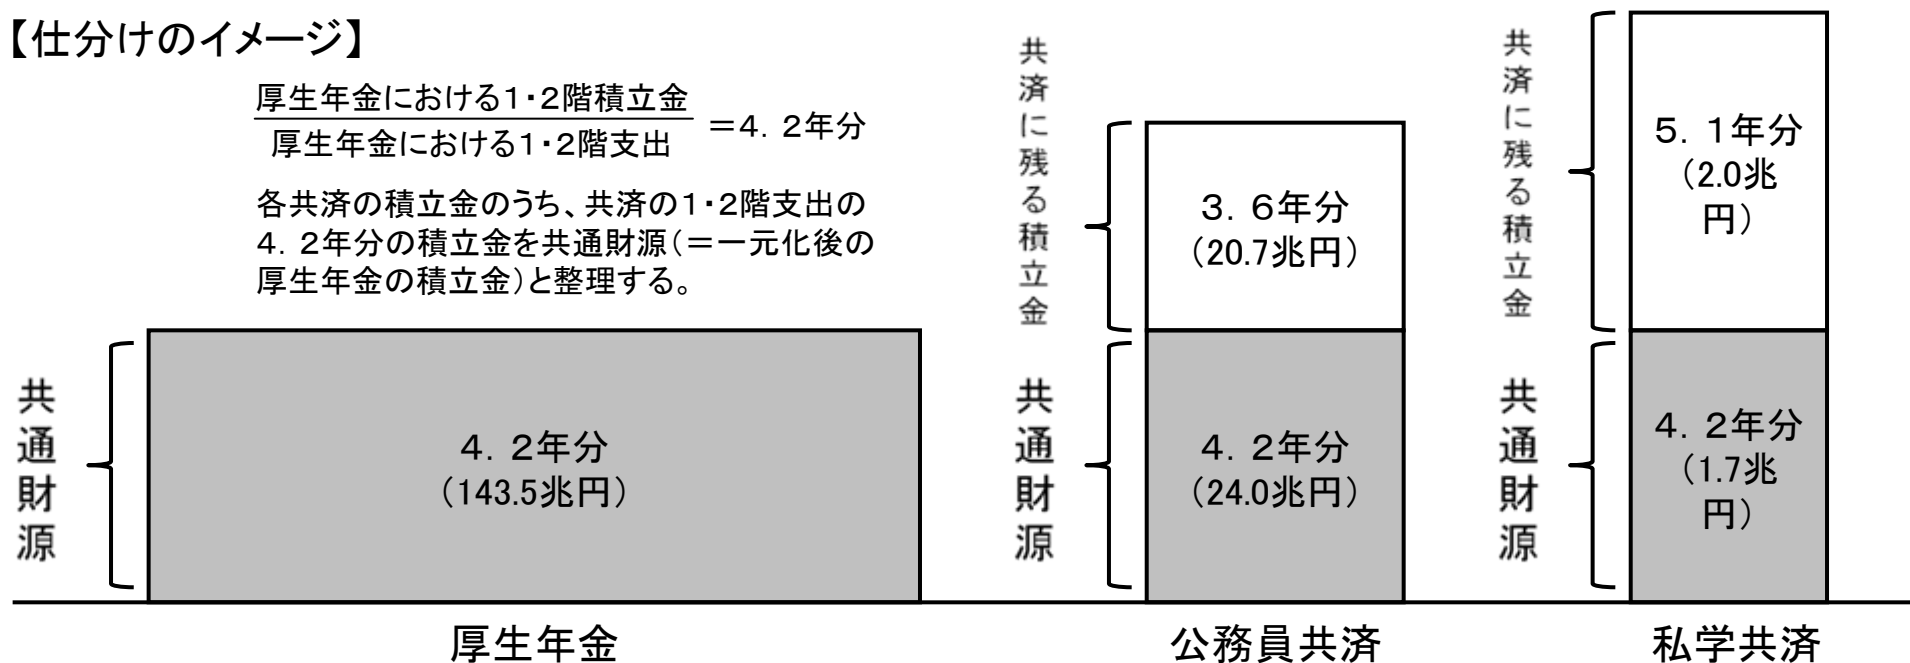 【仕分けのイメージ】
厚生年金における1・2階積立金
厚生年金における1・2階支出
＝4．2年分
各共済の積立金のうち、共済の1・2階支出の
4．2年分の積立金を共通財源（＝一元化後の
厚生年金の積立金）と整理する。
共通財源
4．2年分
（143.5兆円）
厚生年金
共済に残る積立金
3．6年分
（20.7兆円）
共通財源
4．2年分
（24.0兆円）
公務員共済
共済に残る積立金
5．1年分
（2.0兆
円）
共通財源
4．2年分
（1.7兆
円）
私学共済